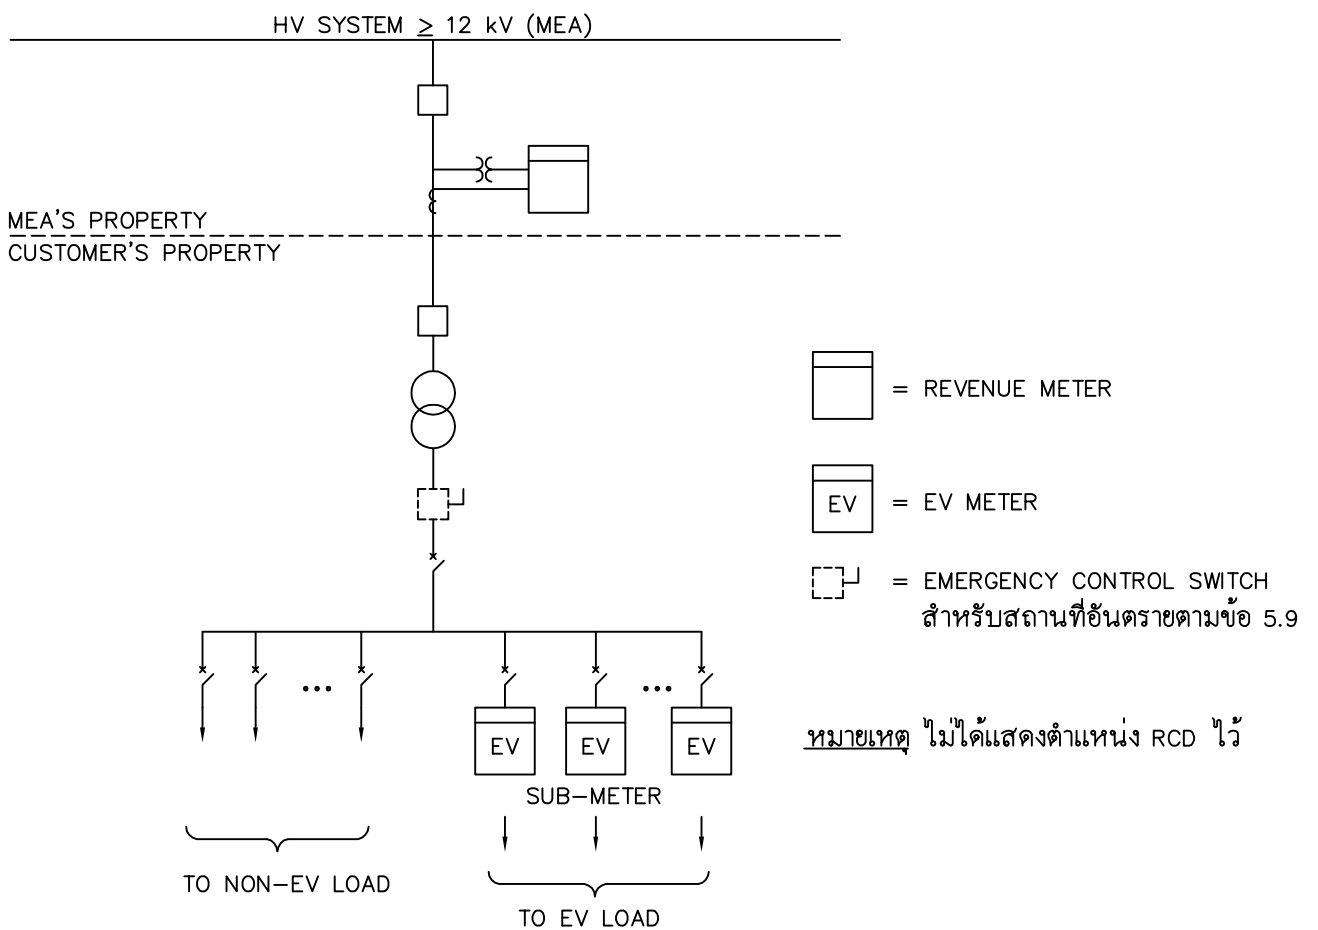 HV SYSTEM ≥ 12 kV (MEA)
MEA'S PROPERTY
CUSTOMER'S PROPERTY
= REVENUE METER
EV = EV METER
= EMERGENCY CONTROL SWITCH
สำหรับสถานที่อันตรายตามข้อ 5.9
หมายเหตุ ไม่ได้แสดงตำแหน่ง RCD ไว้
EV EV EV
SUB-METER
TO NON-EV LOAD
TO EV LOAD